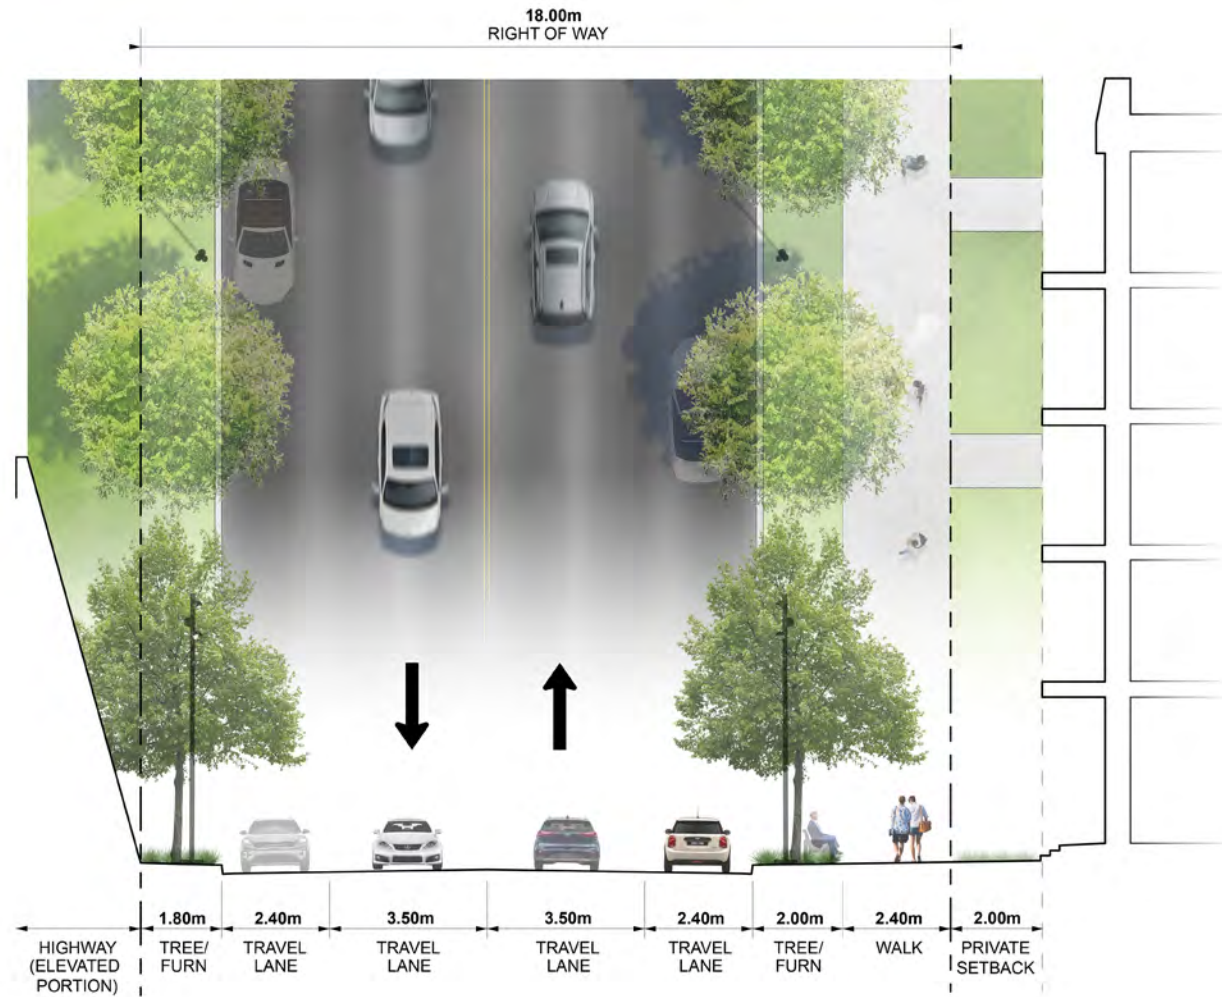 18.00m
RIGHT OF WAY
1.80m
2.40m
3.50m
3.50m
2.40m
2.00m
2.40m
2.00m
HIGHWAY
(ELEVATED
PORTION)
TREE/
FURN
TRAVEL
LANE
TRAVEL
LANE
TRAVEL
LANE
TRAVEL
LANE
TREE/
FURN
WALK
PRIVATE
SETBACK